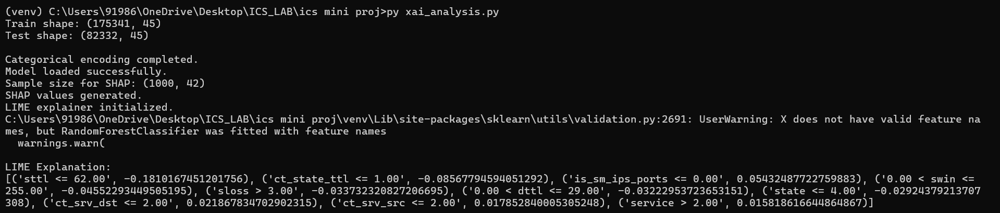 (venv) C:\Users\91986\OneDrive\Desktop\ICS_LAB\ics mini proj>py xai_analysis.py
Train shape: (175341, 45)
Test shape: (82332, 45)
Categorical encoding completed.
Model loaded successfully.
Sample size for SHAP: (1000, 42)
SHAP values generated.
LIME explainer initialized.
C:\Users\91986\OneDrive\Desktop\ICS_LAB\ics mini proj\venv\Lib\site-packages\sklearn\utils\validation.py:2691: UserWarning: X does not have valid feature na
mes, but RandomForestClassifier was fitted with feature names
  warnings.warn(
LIME Explanation:
[('sttl <= 62.00', -0.1810167451201756), ('ct_state_ttl <= 1.00', -0.08567794594051292), ('is_sm_ips_ports <= 0.00', 0.05432487722759883), ('0.00 < swin <=
255.00', -0.04552293449505195), ('sloss > 3.00', -0.033732320827206695), ('0.00 < dttl <= 29.00', -0.03222953723653151), ('state <= 4.00', -0.02924379213707
308), ('ct_srv_dst <= 2.00', 0.021867834702902315), ('ct_srv_src <= 2.00', 0.0178528400053052​48), ('service > 2.00', 0.015818616644864867)]